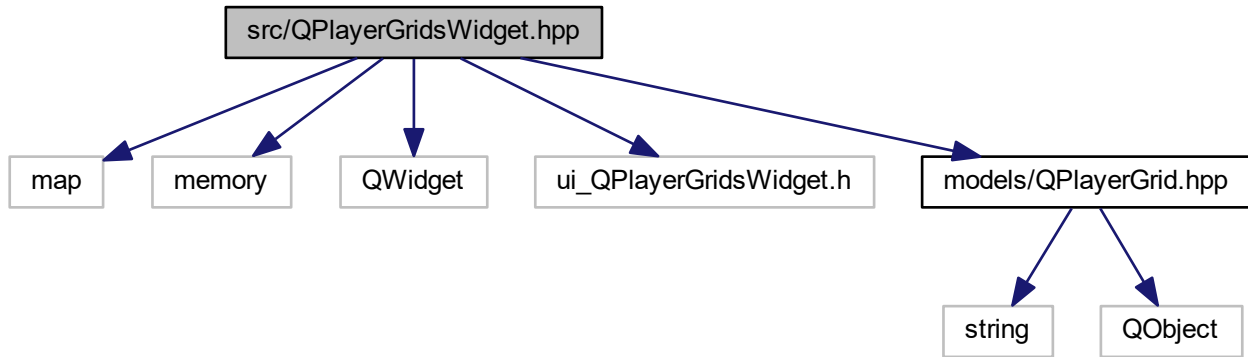 src/QPlayerGridsWidget.hpp
map
memory
QWidget
ui_QPlayerGridsWidget.h
models/QPlayerGrid.hpp
string
QObject